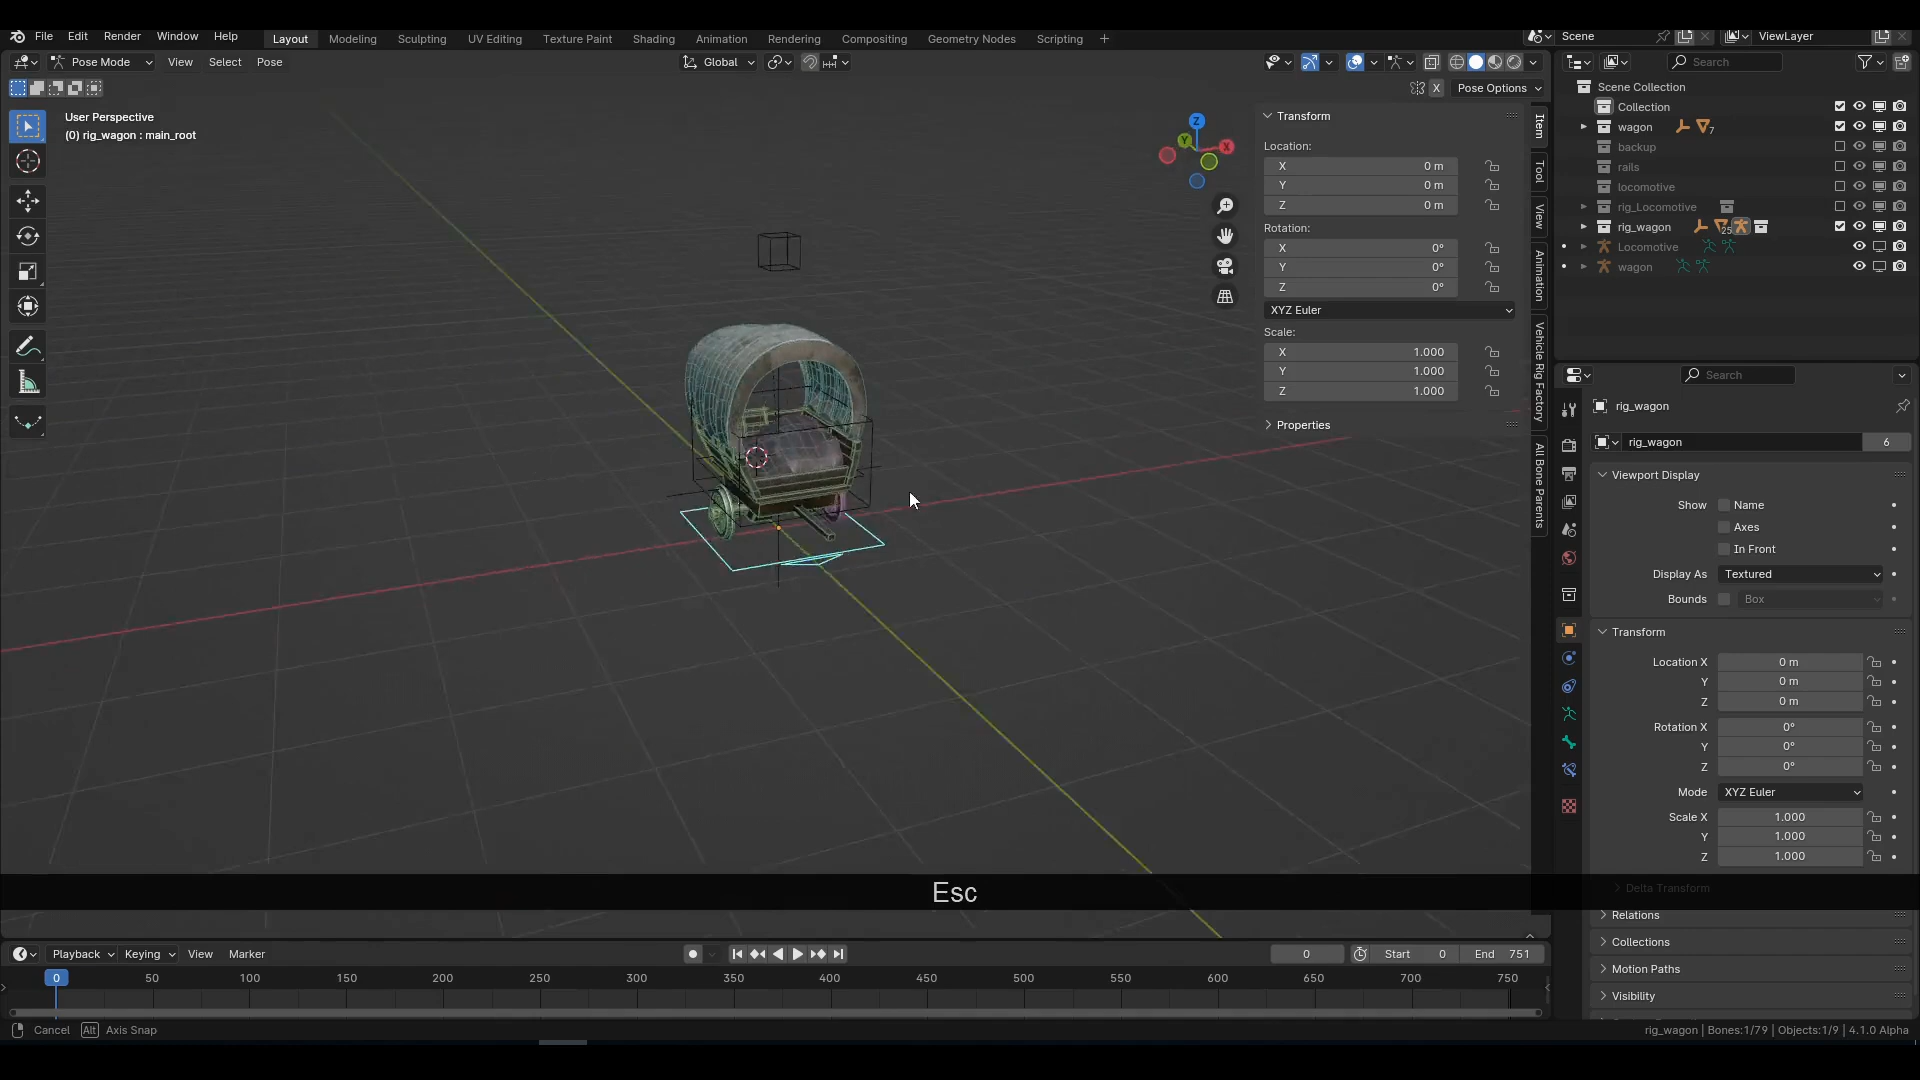 File Edit Render Window Help Layout Modeling Sculpting UV Editing Texture Paint Shading Animation Rendering Compositing Geometry Nodes Scripting +
Scene ViewLayer
Pose Mode View Select Pose
Global
Search
X Pose Options
User Perspective
(0) rig_wagon : main_root
Transform
Location:
X 0 m
Y 0 m
Z 0 m
Rotation:
X 0°
Y 0°
Z 0°
XYZ Euler
Scale:
X 1.000
Y 1.000
Z 1.000
Properties
Z
Y
X
Item
Tool
View
Animation
Vehicle Rig Factory
All Bone Parents
Scene Collection
Collection
wagon 7
backup
rails
locomotive
rig_Locomotive
rig_wagon 25
Locomotive
wagon
Search
rig_wagon
rig_wagon 6
Viewport Display
Show Name
Axes
In Front
Display As Textured
Bounds Box
Transform
Location X 0 m
Y 0 m
Z 0 m
Rotation X 0°
Y 0°
Z 0°
Mode XYZ Euler
Scale X 1.000
Y 1.000
Z 1.000
Delta Transform
Relations
Collections
Motion Paths
Visibility
Esc
Playback Keying View Marker
0 Start 0 End 751
0 50 100 150 200 250 300 350 400 450 500 550 600 650 700 750
Cancel Alt Axis Snap
rig_wagon | Bones:1/79 | Objects:1/9 | 4.1.0 Alpha